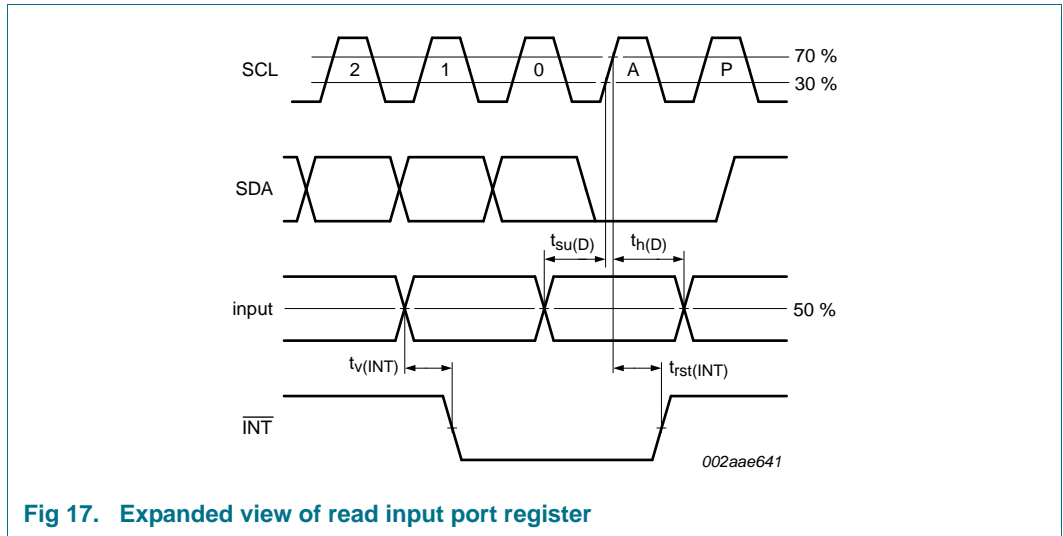 SCL
2
1
0
A
P
70 %
30 %
SDA
tsu(D)
th(D)
input
50 %
tv(INT)
trst(INT)
INT
002aae641
Fig 17. Expanded view of read input port register